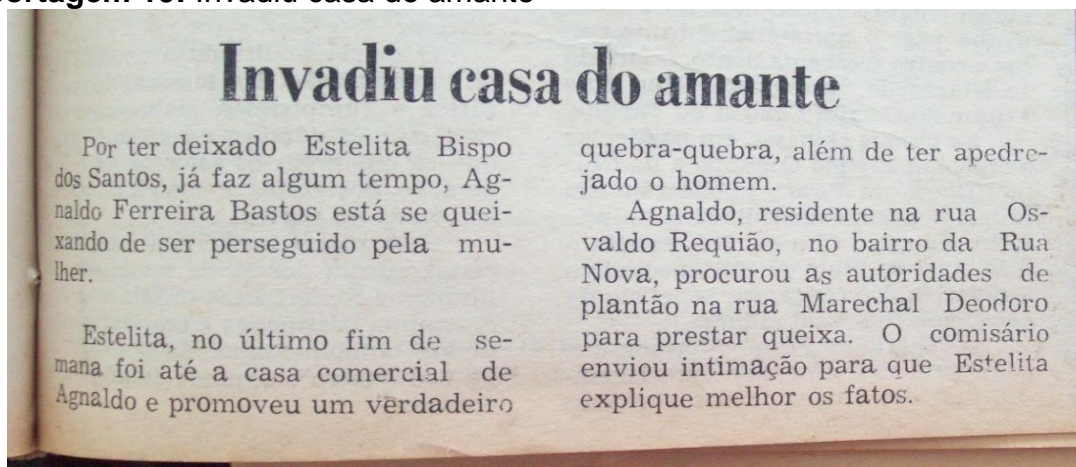 Invadiu casa do amante
Invadiu casa do amante
Por ter deixado Estelita Bispo
dos Santos, já faz algum tempo, Ag-
naldo Ferreira Bastos está se quei-
xando de ser perseguido pela mu-
lher.
Estelita, no último fim de se-
mana foi até a casa comercial de
Agnaldo e promoveu um verdadeiro
quebra-quebra, além de ter apedre-
jado o homem.
Agnaldo, residente na rua Os-
valdo Requião, no bairro da Rua
Nova, procurou as autoridades de
plantão na rua Marechal Deodoro
para prestar queixa. O comisário
enviou intimação para que Estelita
explique melhor os fatos.